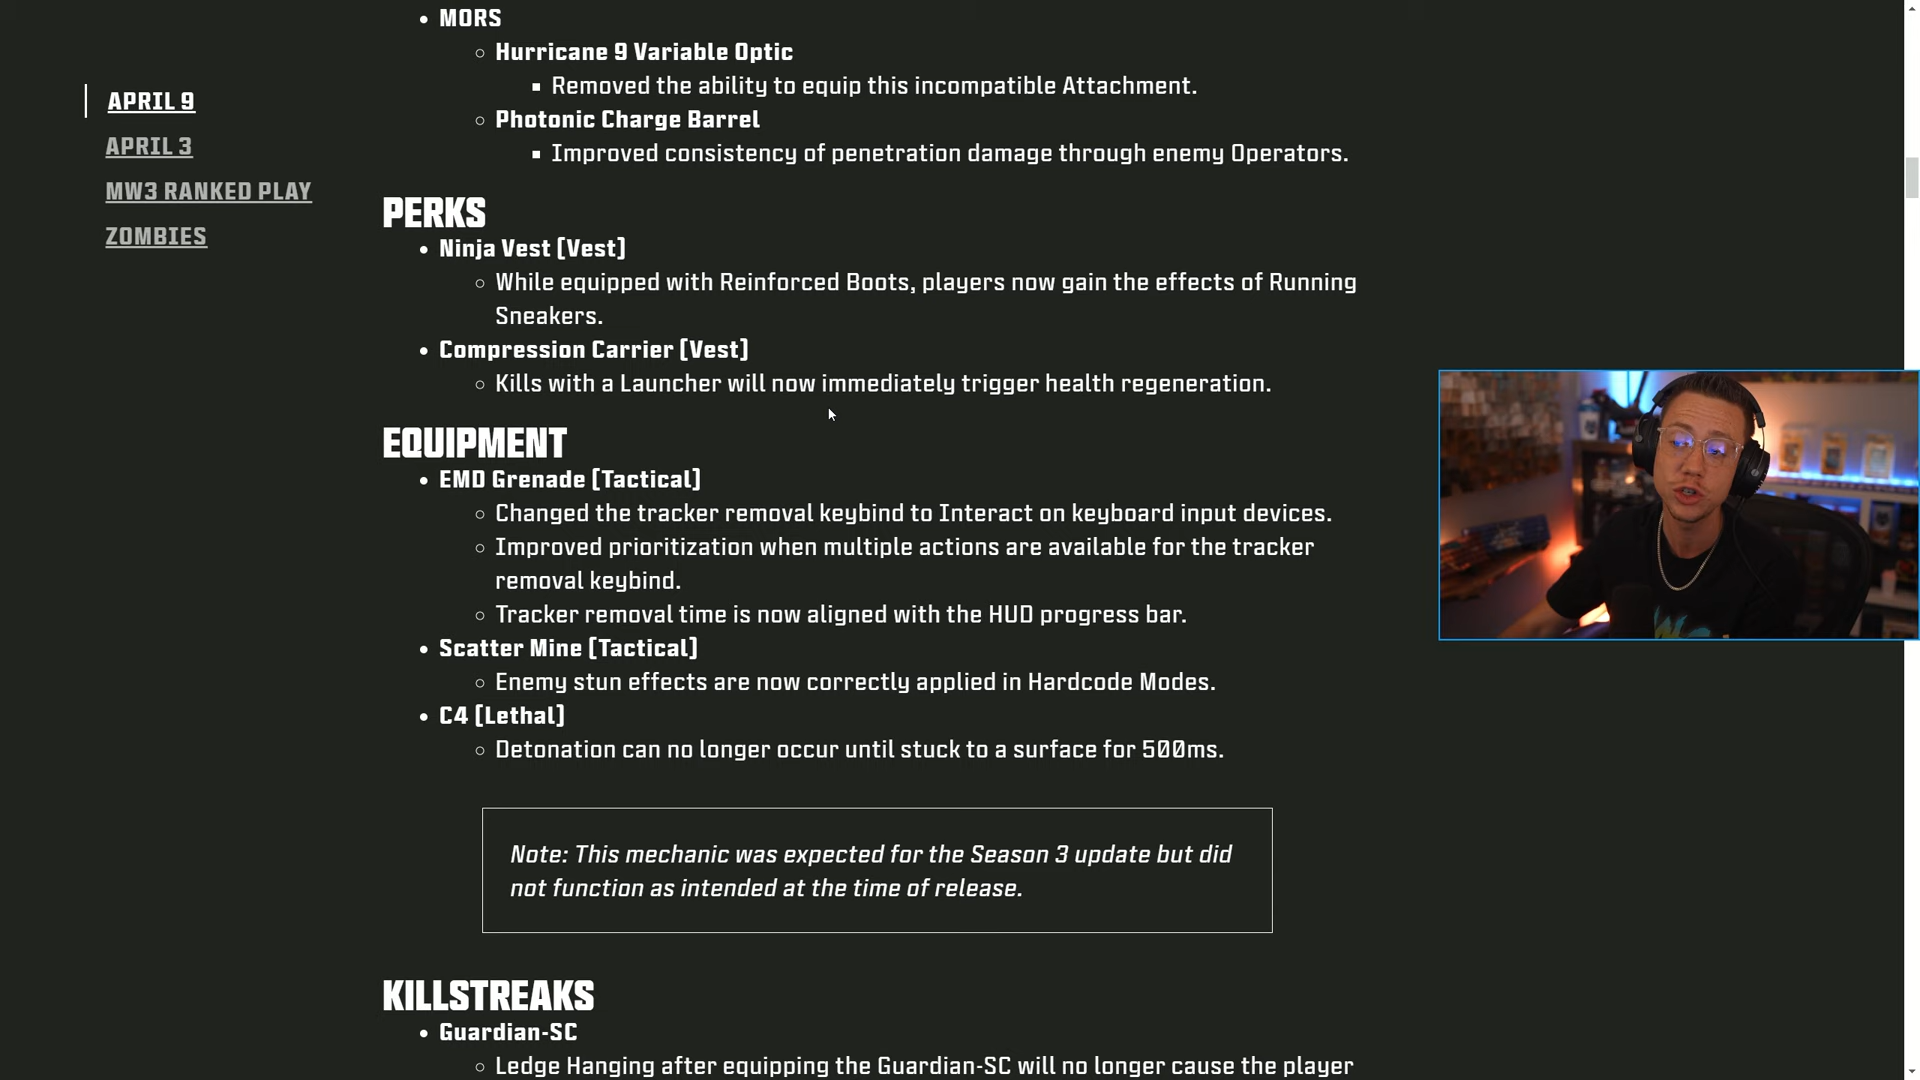 MORS
Hurricane 9 Variable Optic
Removed the ability to equip this incompatible Attachment.
Photonic Charge Barrel
Improved consistency of penetration damage through enemy Operators.
APRIL 9
APRIL 3
MW3 RANKED PLAY
ZOMBIES
PERKS
Ninja Vest [Vest]
While equipped with Reinforced Boots, players now gain the effects of Running
Sneakers.
Compression Carrier [Vest]
Kills with a Launcher will now immediately trigger health regeneration.
EQUIPMENT
EMD Grenade [Tactical]
Changed the tracker removal keybind to Interact on keyboard input devices.
Improved prioritization when multiple actions are available for the tracker
removal keybind.
Tracker removal time is now aligned with the HUD progress bar.
Scatter Mine [Tactical]
Enemy stun effects are now correctly applied in Hardcode Modes.
C4 [Lethal]
Detonation can no longer occur until stuck to a surface for 500ms.
Note: This mechanic was expected for the Season 3 update but did
not function as intended at the time of release.
KILLSTREAKS
Guardian-SC
Ledge Hanging after equipping the Guardian-SC will no longer cause the player